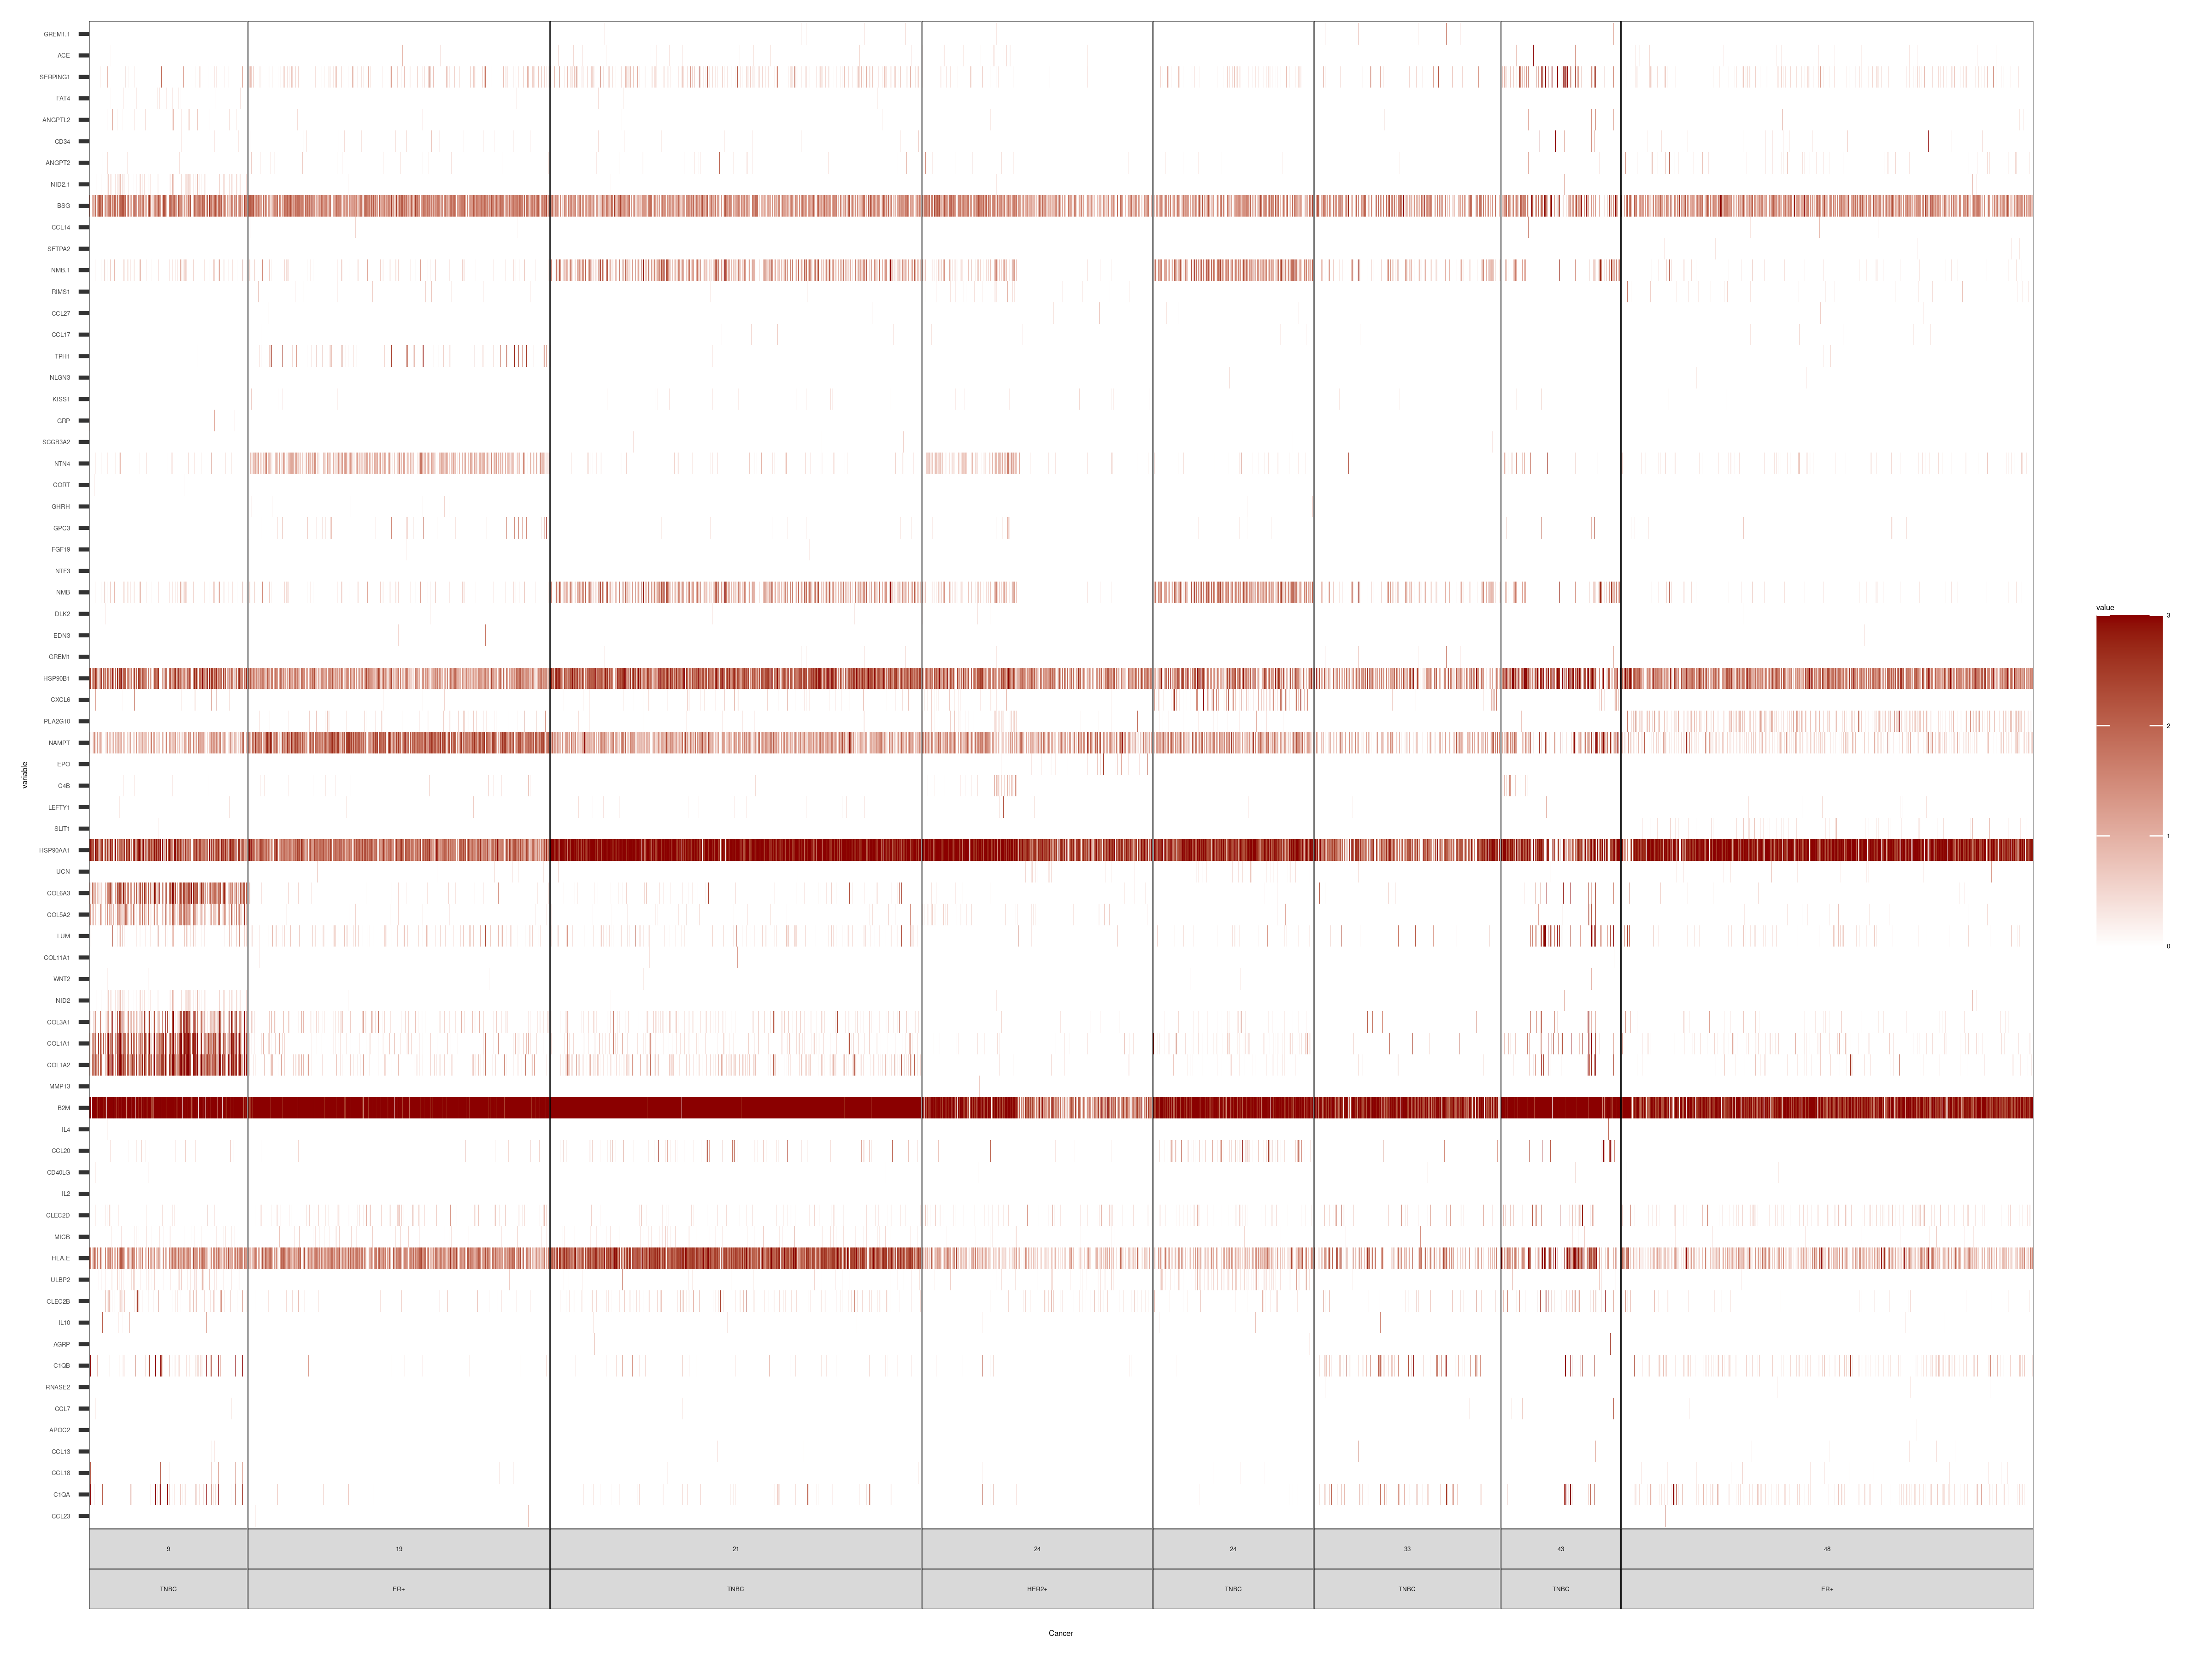 GREM1.1
ACE
SERPING1
FAT4
ANGPTL2
CD34
ANGPT2
NID2.1
BSG
CCL14
SFTPA2
NMB.1
RIMS1
CCL27
CCL17
TPH1
NLGN3
KISS1
GRP
SCGB3A2
NTN4
CORT
GHRH
GPC3
FGF19
NTF3
NMB
DLK2
EDN3
GREM1
HSP90B1
CXCL6
PLA2G10
NAMPT
EPO
C4B
LEFTY1
SLIT1
HSP90AA1
UCN
COL6A3
COL5A2
LUM
COL11A1
WNT2
NID2
COL3A1
COL1A1
COL1A2
MMP13
B2M
IL4
CCL20
CD40LG
IL2
CLEC2D
MICB
HLA.E
ULBP2
CLEC2B
IL10
AGRP
C1QB
RNASE2
CCL7
APOC2
CCL13
CCL18
C1QA
CCL23
variable
9 19 21 24 24 33 43 48
TNBC ER+ TNBC HER2+ TNBC TNBC TNBC ER+
Cancer
value
3
2
1
0